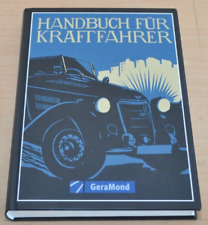 HANDBUCH FÜR
KRAFTFAHRER
GeraMond